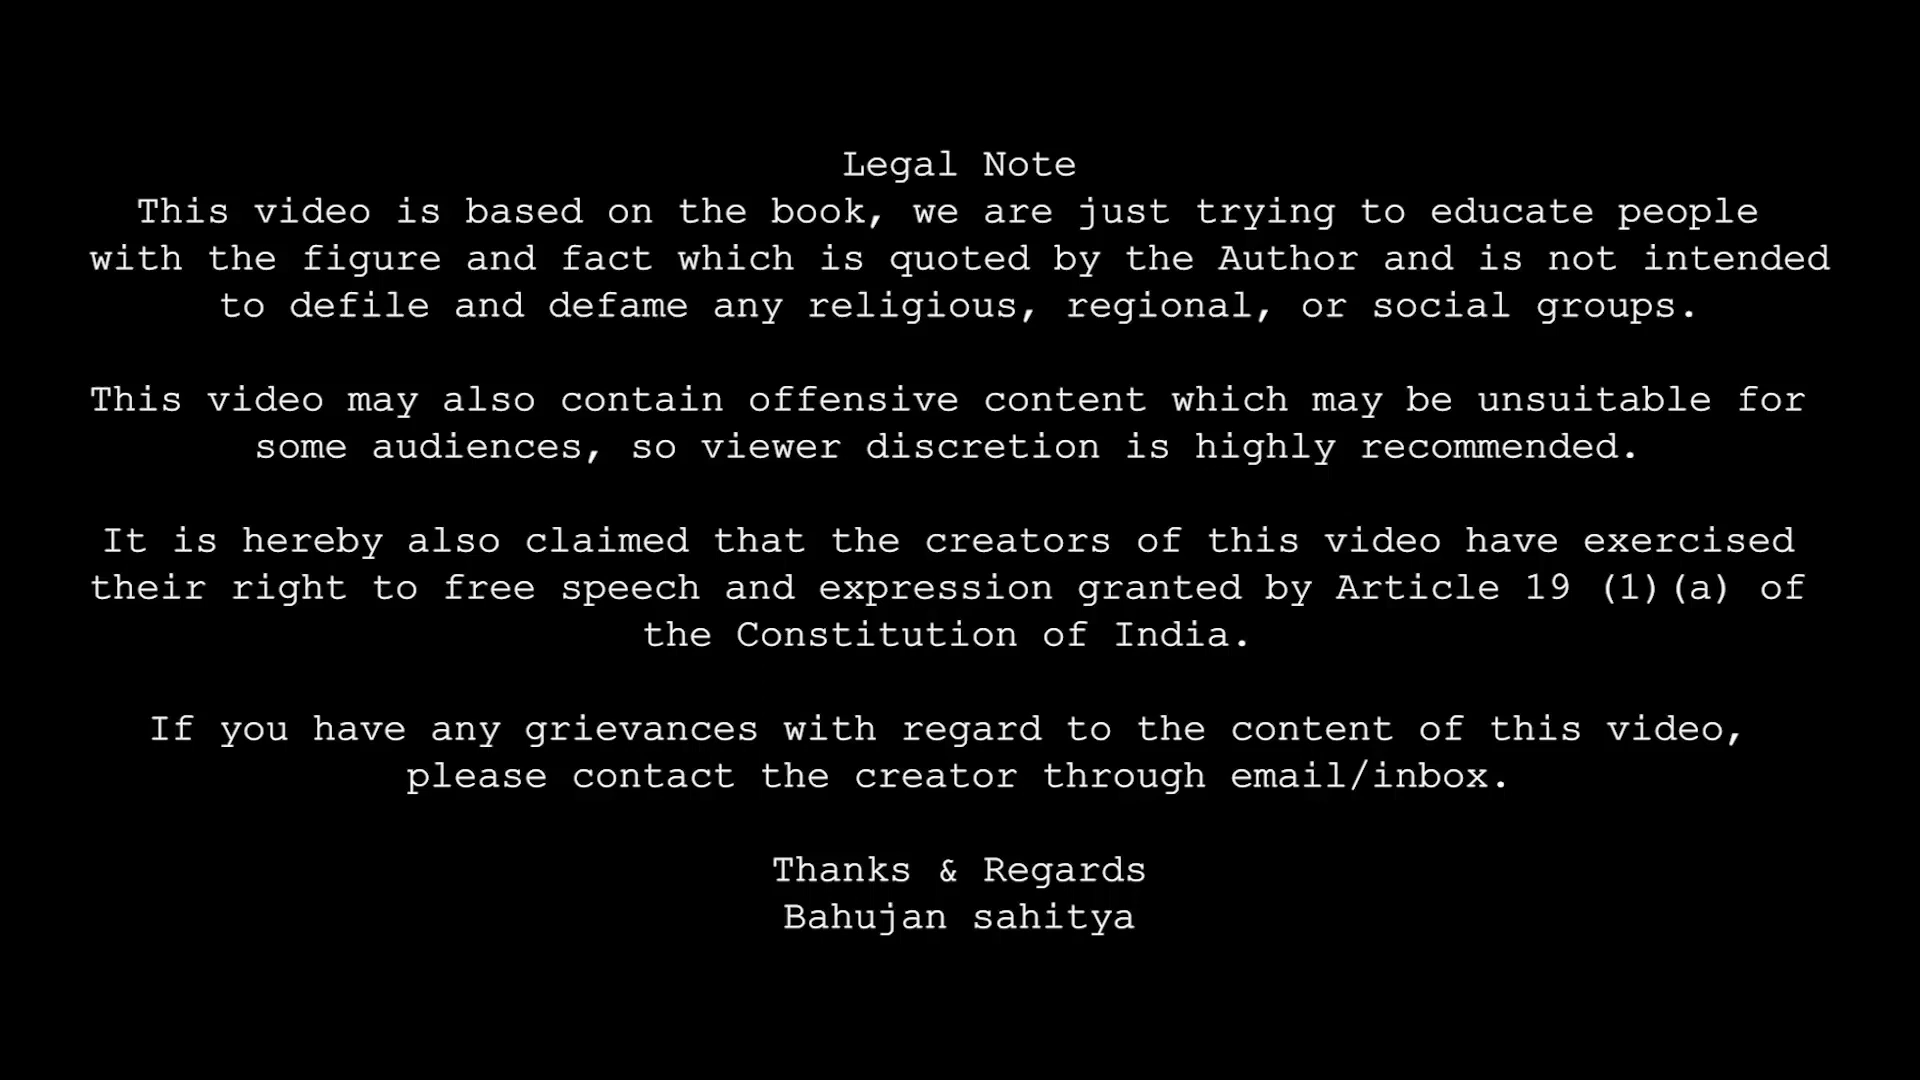 Legal Note
This video is based on the book, we are just trying to educate people
with the figure and fact which is quoted by the Author and is not intended
to defile and defame any religious, regional, or social groups.
This video may also contain offensive content which may be unsuitable for
some audiences, so viewer discretion is highly recommended.
It is hereby also claimed that the creators of this video have exercised
their right to free speech and expression granted by Article 19 (1)(a) of
the Constitution of India.
If you have any grievances with regard to the content of this video,
please contact the creator through email/inbox.
Thanks & Regards
Bahujan sahitya